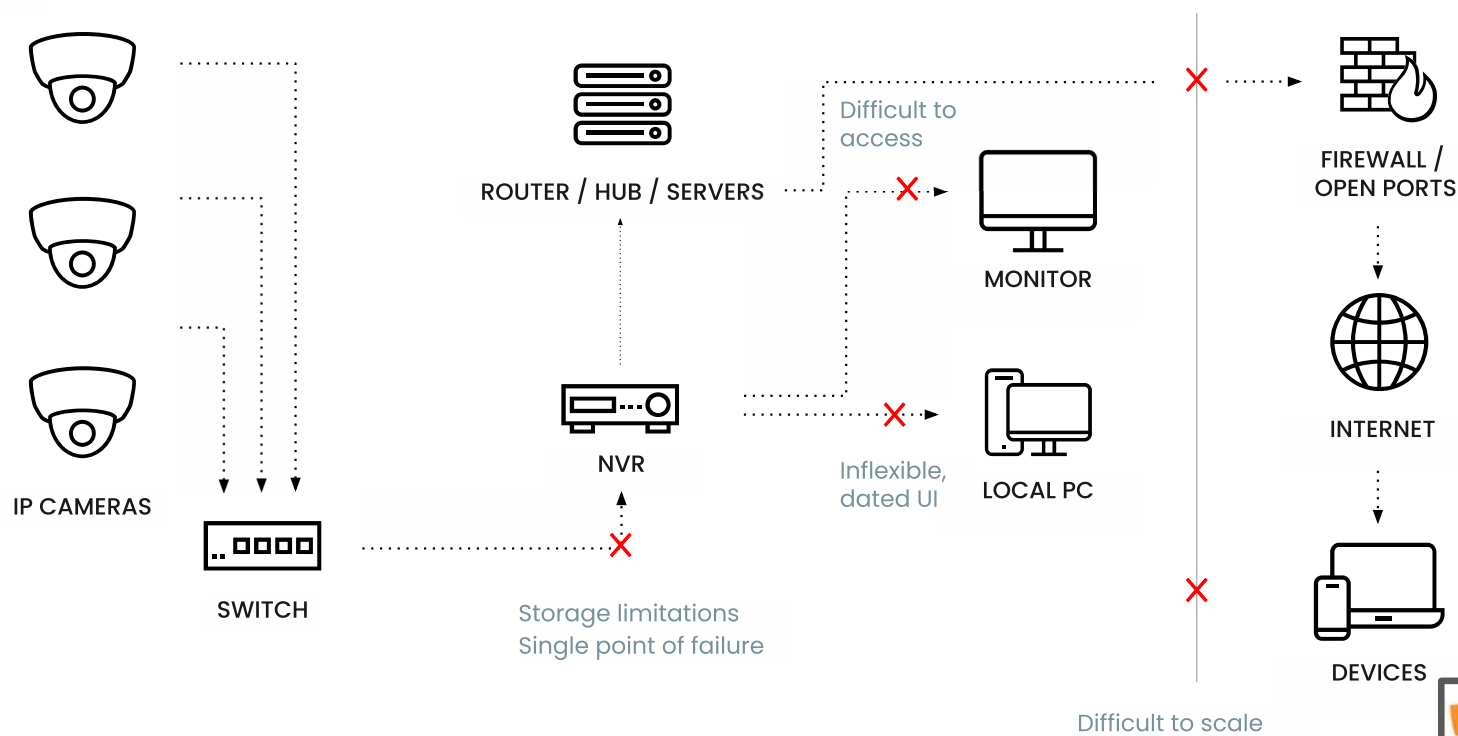 Difficult to
access
FIREWALL /
OPEN PORTS
ROUTER / HUB / SERVERS
MONITOR
INTERNET
NVR
Inflexible,
dated UI
LOCAL PC
IP CAMERAS
SWITCH
Storage limitations
Single point of failure
DEVICES
Difficult to scale